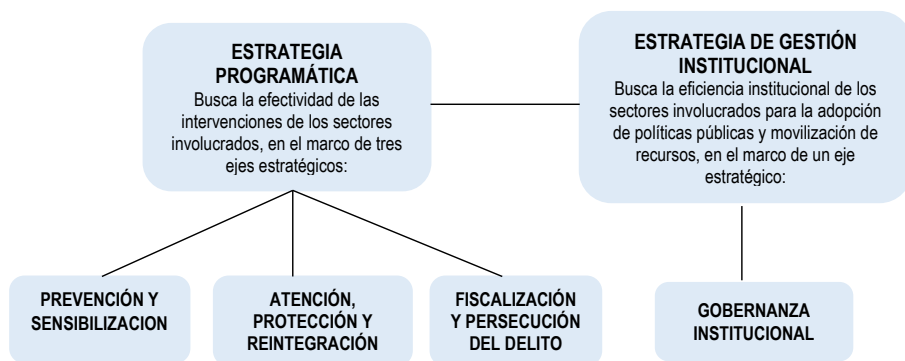 ESTRATEGIA
PROGRAMÁTICA
Busca la efectividad de las
intervenciones de los sectores
involucrados, en el marco de tres
ejes estratégicos:
ESTRATEGIA DE GESTIÓN
INSTITUCIONAL
Busca la eficiencia institucional de los
sectores involucrados para la adopción
de políticas públicas y movilización de
recursos, en el marco de un eje
estratégico:
PREVENCIÓN Y
SENSIBILIZACION
ATENCIÓN,
PROTECCIÓN Y
REINTEGRACIÓN
FISCALIZACIÓN
Y PERSECUCIÓN
DEL DELITO
GOBERNANZA
INSTITUCIONAL